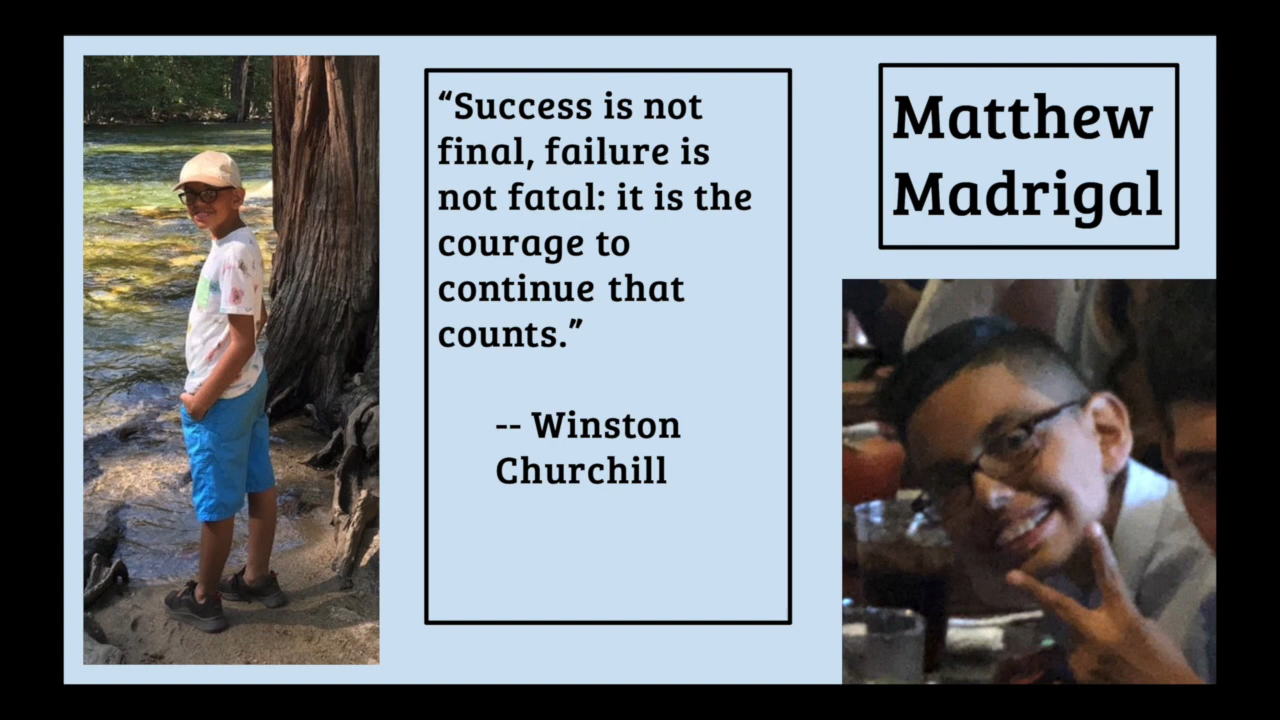 “Success is not
final, failure is
not fatal: it is the
courage to
continue that
counts.”
-- Winston
Churchill
Matthew
Madrigal